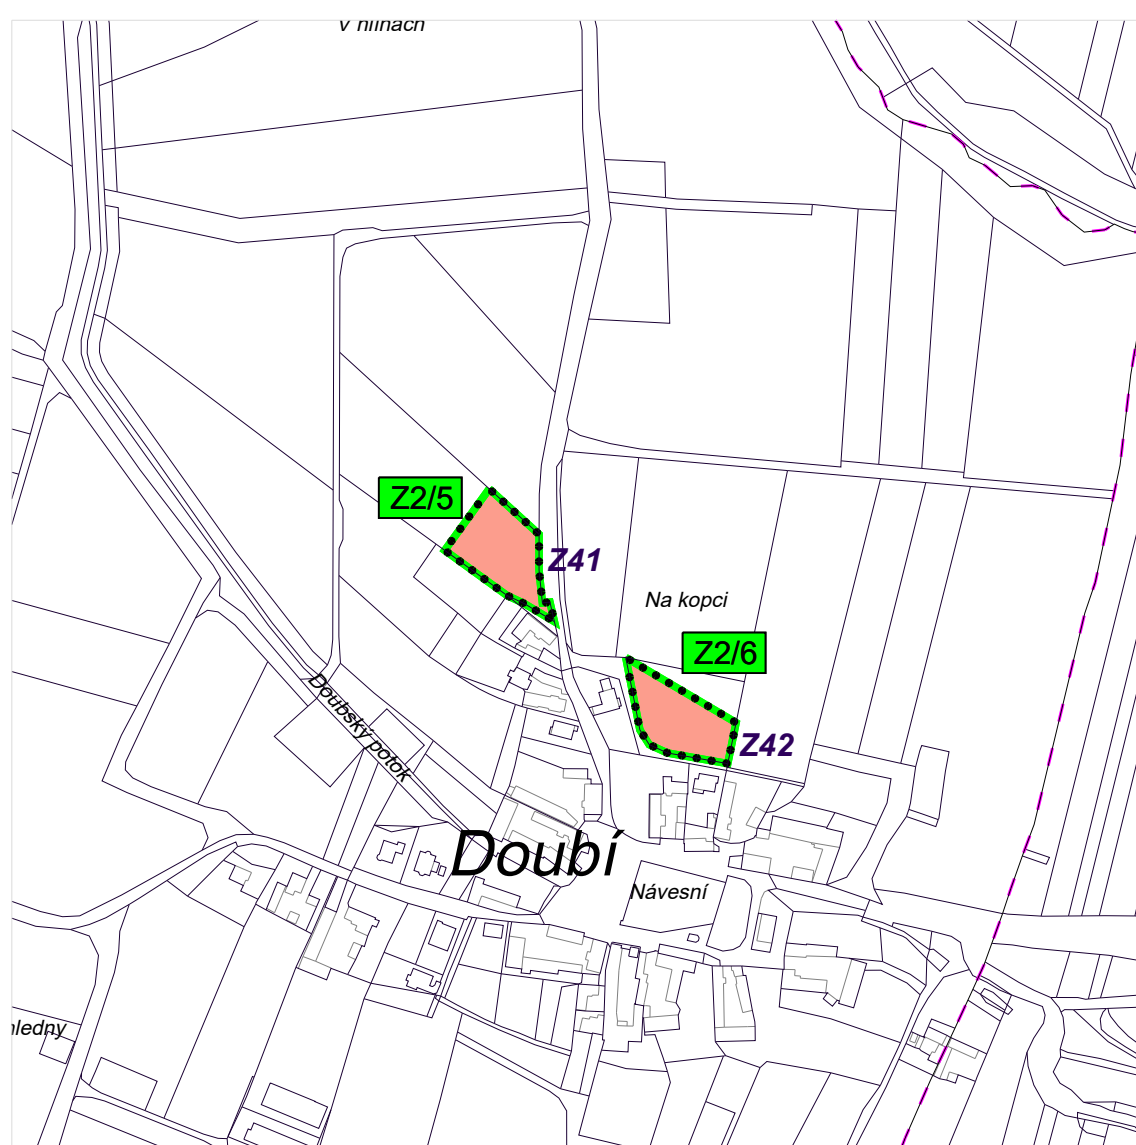 V hlinách
Z2/5
Z41
Na kopci
Z2/6
Z42
Doubský potok
Doubí
Návesní
hledny